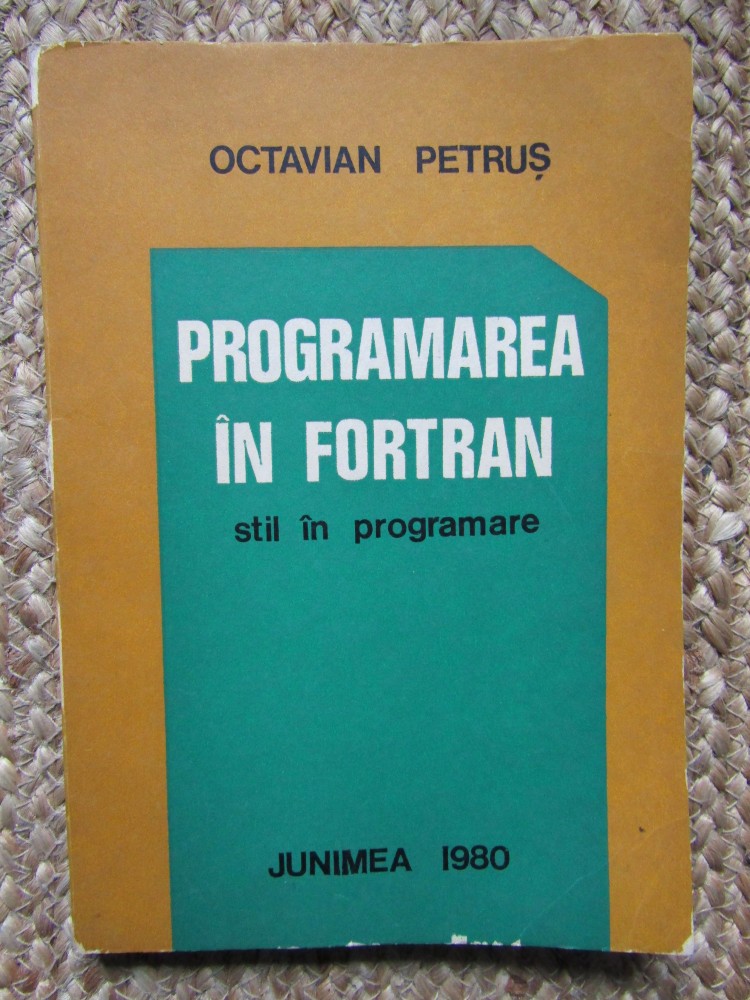 OCTAVIAN PETRUȘ
PROGRAMAREA
ÎN FORTRAN
stil în programare
JUNIMEA 1980